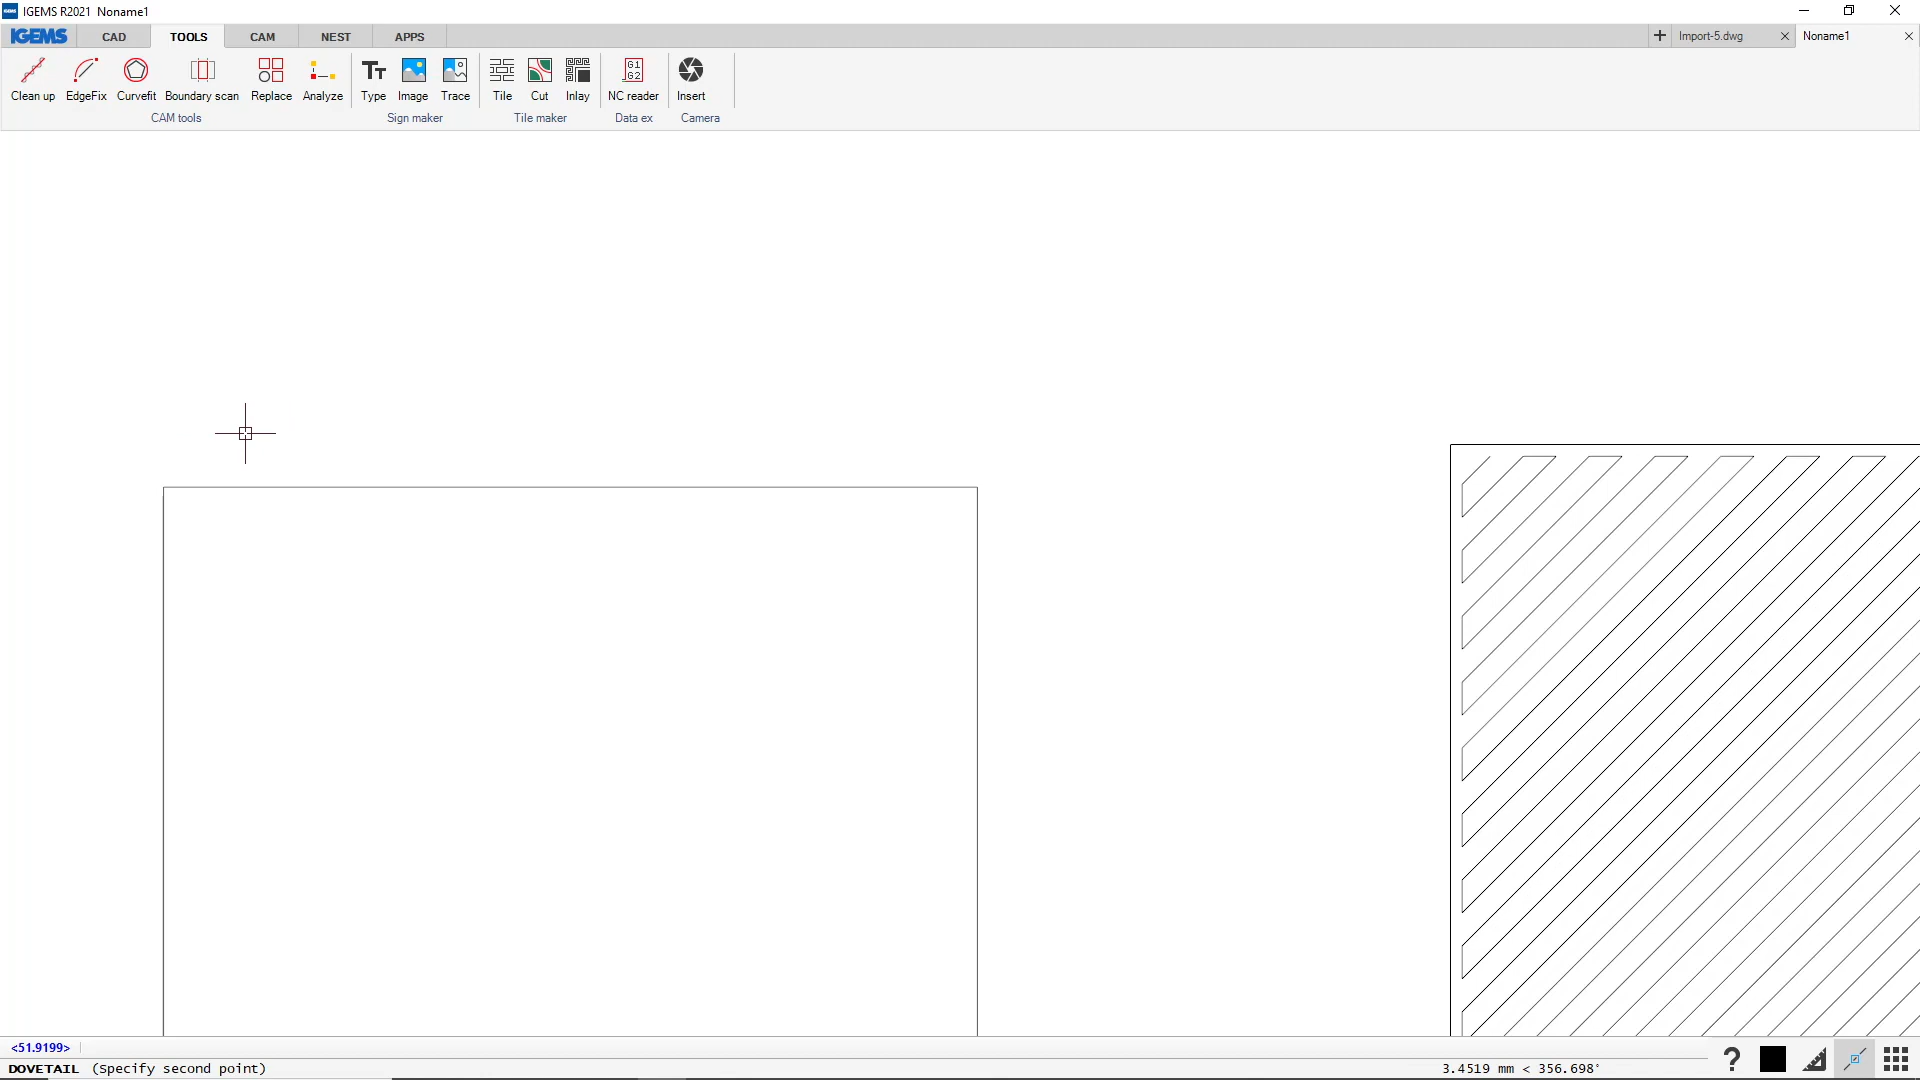 IGEMS R2021 Noname1
IGEMS CAD TOOLS CAM NEST APPS Import-5.dwg Noname1
G1
G2
Clean up EdgeFix Curvefit Boundary scan Replace Analyze Type Image Trace Tile Cut Inlay NC reader Insert
CAM tools Sign maker Tile maker Data ex Camera
<51.9199>
DOVETAIL (Specify second point) 3.4519 mm < 356.698°